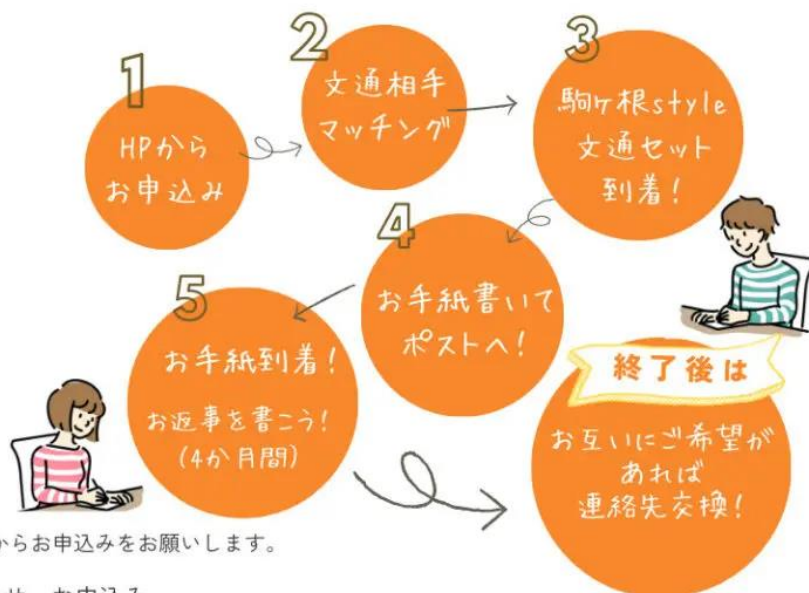 1
HPから
お申込み
2
文通相手
マッチング
3
駒ヶ根style
文通セット
到着!
4
お手紙書いて
ポストへ!
5
お手紙到着!
お返事を書こう!
(4か月間)
終了後は
お互いにご希望が
あれば
連絡先交換!
からお申込みをお願いします。
お申込み